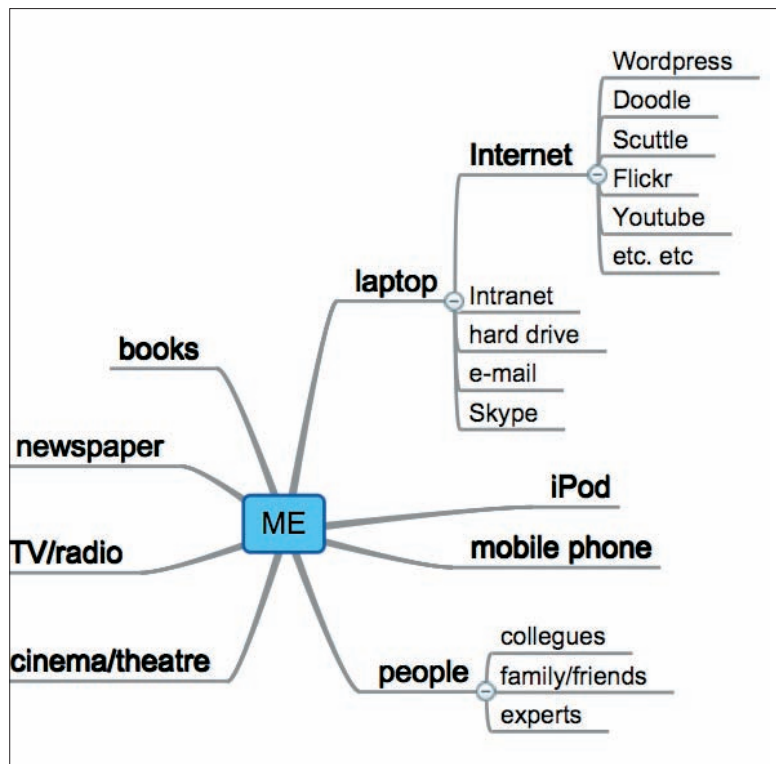 Wordpress
Doodle
Scuttle
Internet
Flickr
Youtube
etc. etc
laptop
Intranet
hard drive
e-mail
Skype
books
newspaper
ME
iPod
mobile phone
TV/radio
cinema/theatre
people
collegues
family/friends
experts